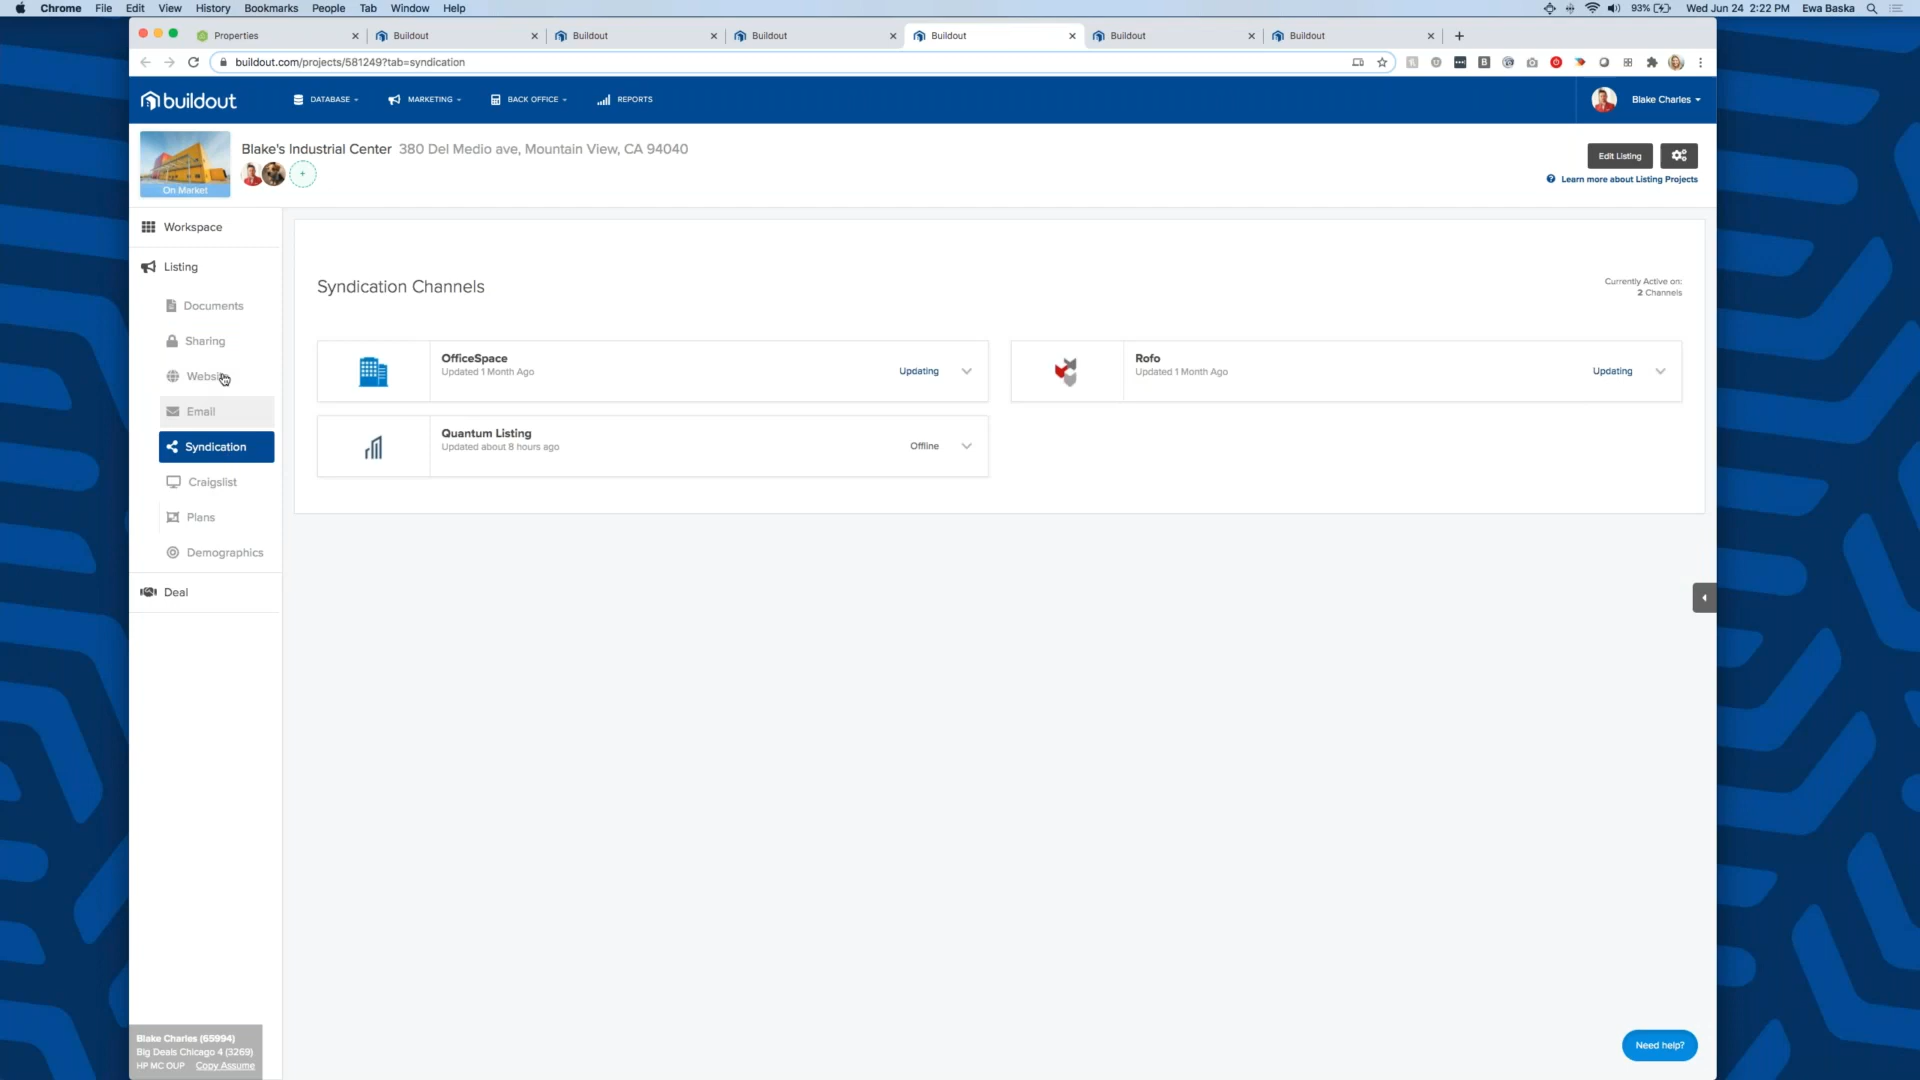 Chrome File Edit View History Bookmarks People Tab Window Help 93% Wed Jun 24 2:22 PM Ewa Baska
Properties Buildout Buildout Buildout Buildout Buildout Buildout
buildout.com/projects/581249?tab=syndication
buildout DATABASE MARKETING BACK OFFICE REPORTS Blake Charles
Blake's Industrial Center 380 Del Medio ave, Mountain View, CA 94040
On Market
Edit Listing
Learn more about Listing Projects
Workspace
Listing
Documents
Sharing
Email
Syndication
Craigslist
Plans
Demographics
Deal
Syndication Channels
Currently Active on:
2 Channels
OfficeSpace
Updated 1 Month Ago
Updating
Rofo
Updated 1 Month Ago
Updating
Quantum Listing
Updated about 8 hours ago
Offline
Blake Charles (65994)
Big Deals Chicago 4 (3269)
HP MC OUP Copy Assume
Need help?